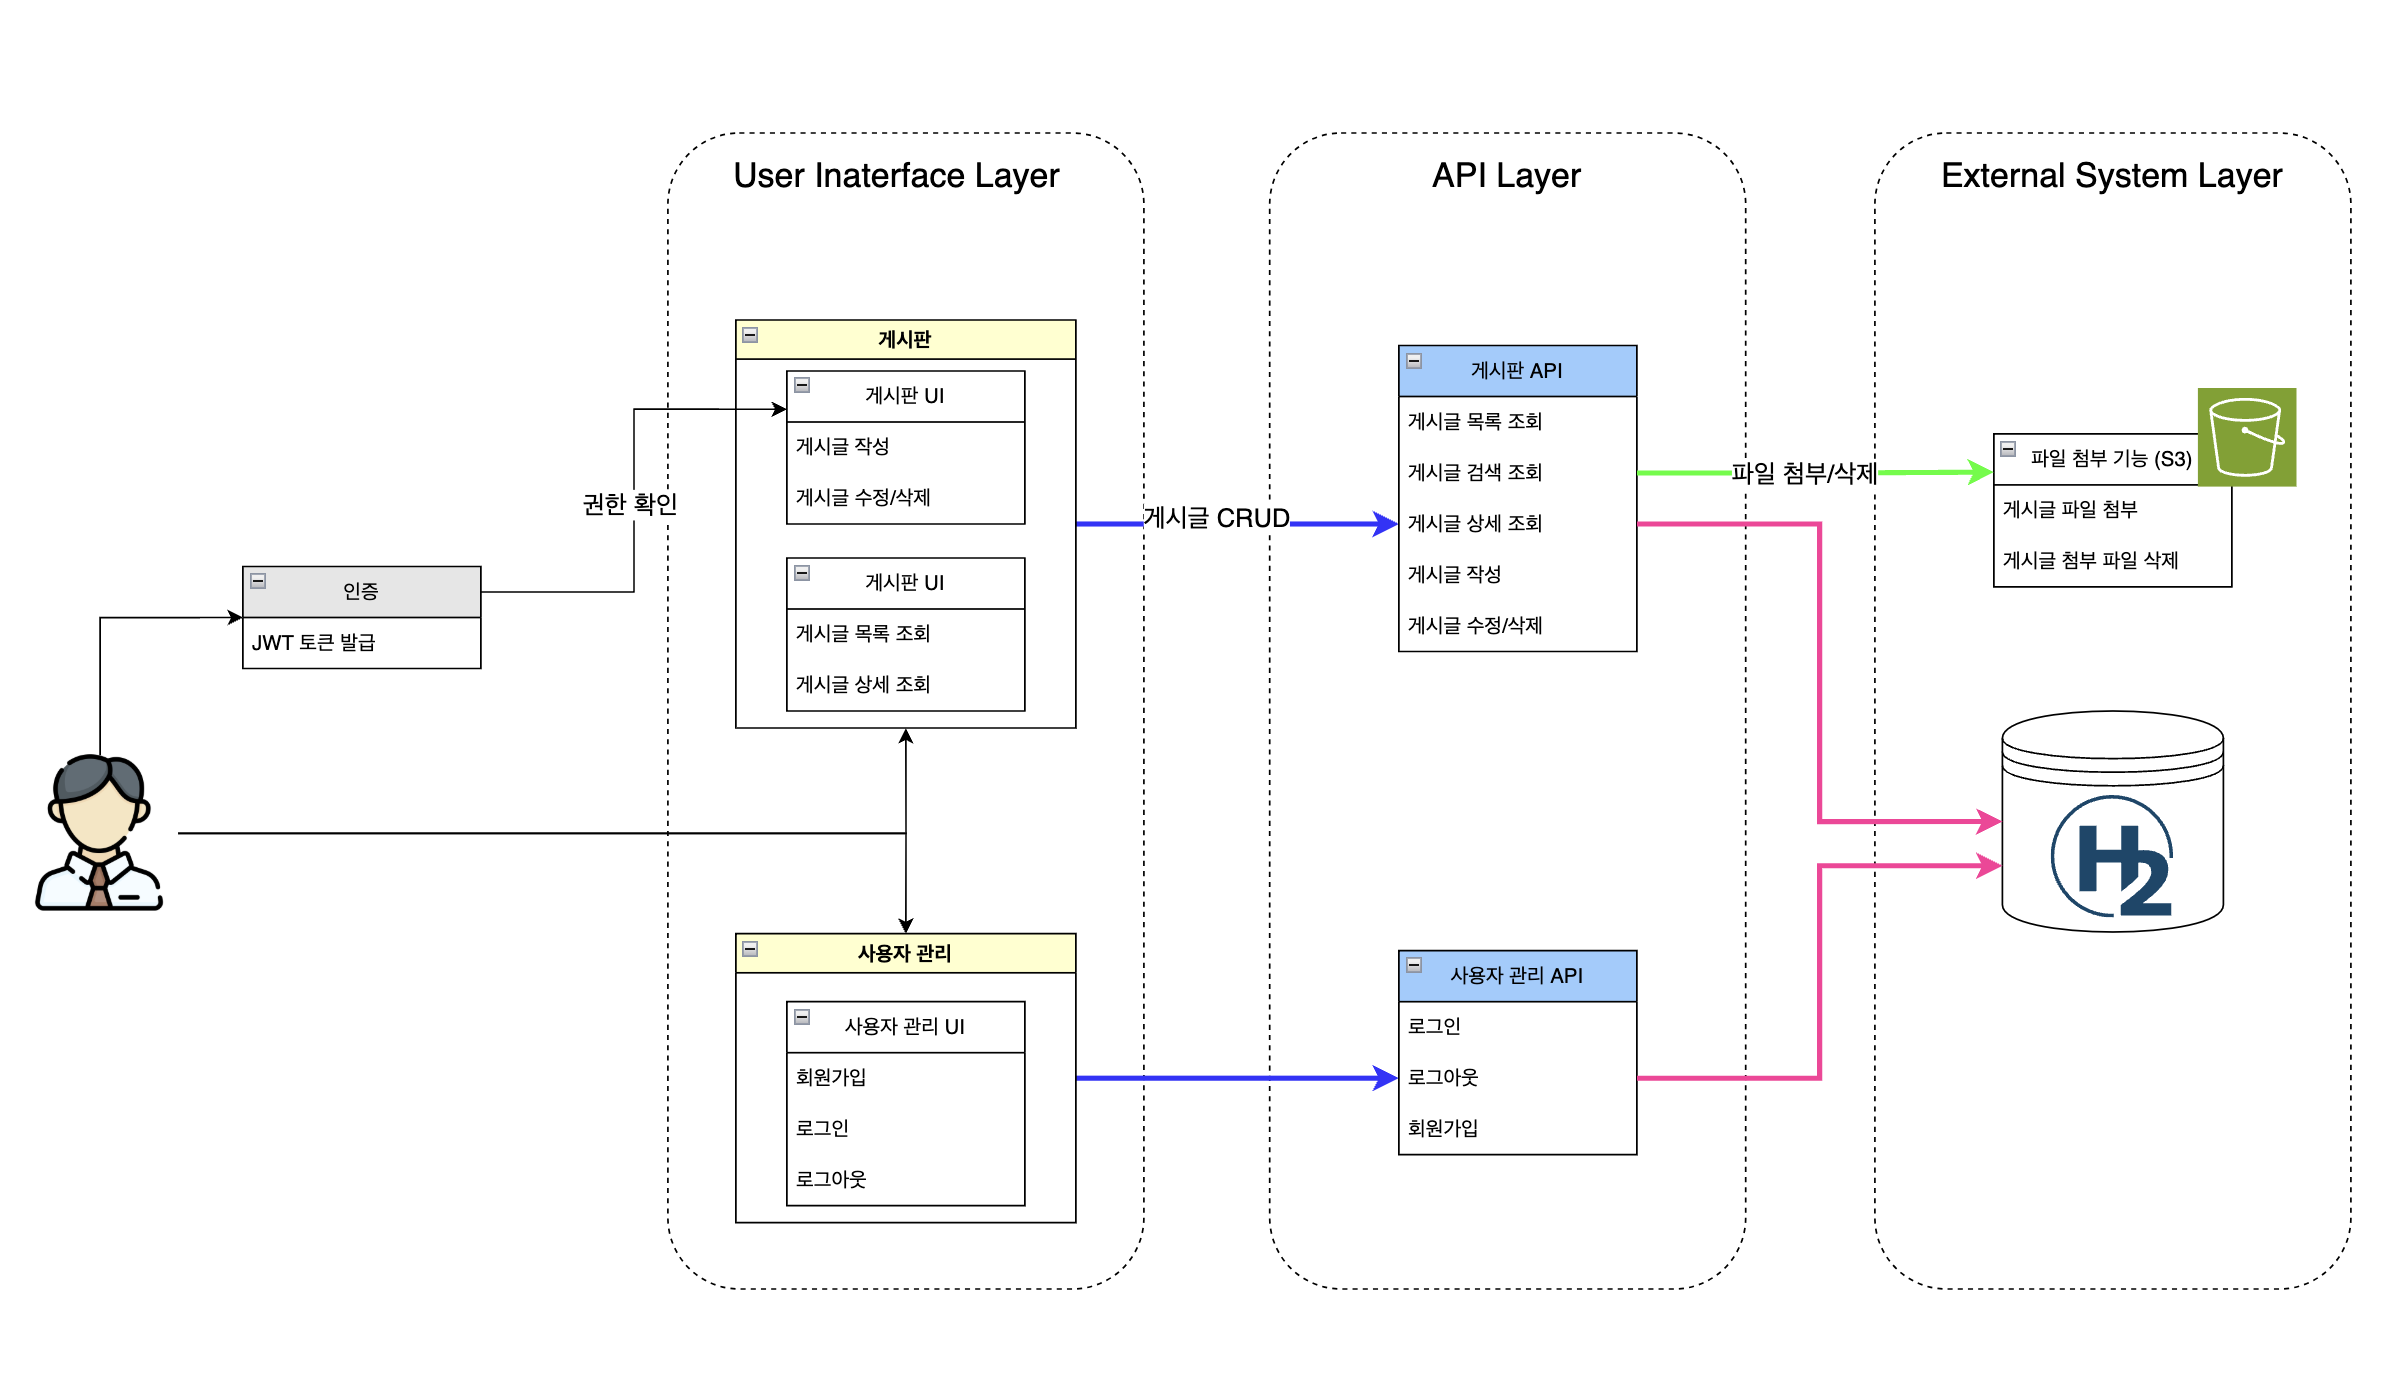 User Inaterface Layer
API Layer
External System Layer
인증
JWT 토큰 발급
권한 확인
게시판
게시판 UI
게시글 작성
게시글 수정/삭제
게시판 UI
게시글 목록 조회
게시글 상세 조회
사용자 관리
사용자 관리 UI
회원가입
로그인
로그아웃
게시글 CRUD
게시판 API
게시글 목록 조회
게시글 검색 조회
게시글 상세 조회
게시글 작성
게시글 수정/삭제
사용자 관리 API
로그인
로그아웃
회원가입
파일 첨부/삭제
파일 첨부 기능 (S3)
게시글 파일 첨부
게시글 첨부 파일 삭제
H2